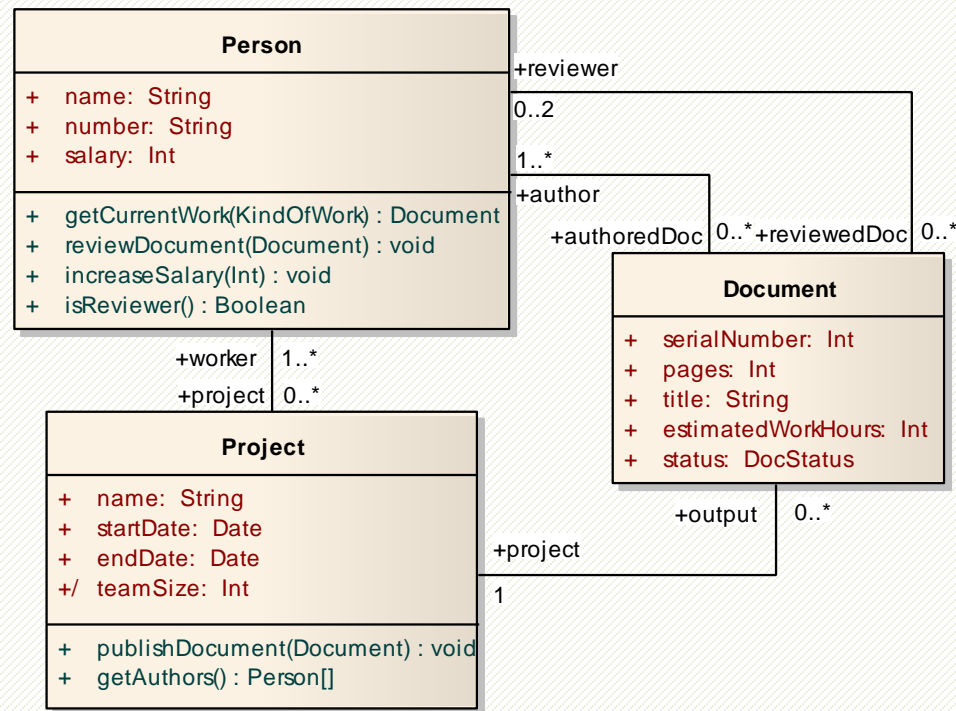 Person
+ name: String
+ number: String
+ salary: Int
+ getCurrentWork(KindOfWork) : Document
+ reviewDocument(Document) : void
+ increaseSalary(Int) : void
+ isReviewer() : Boolean
+reviewer
0..2
1..*
+author
+authoredDoc 0..* +reviewedDoc 0..*
Document
+ serialNumber: Int
+ pages: Int
+ title: String
+ estimatedWorkHours: Int
+ status: DocStatus
+worker 1..*
+project 0..*
Project
+ name: String
+ startDate: Date
+ endDate: Date
+/ teamSize: Int
+ publishDocument(Document) : void
+ getAuthors() : Person[]
+output 0..*
+project
1